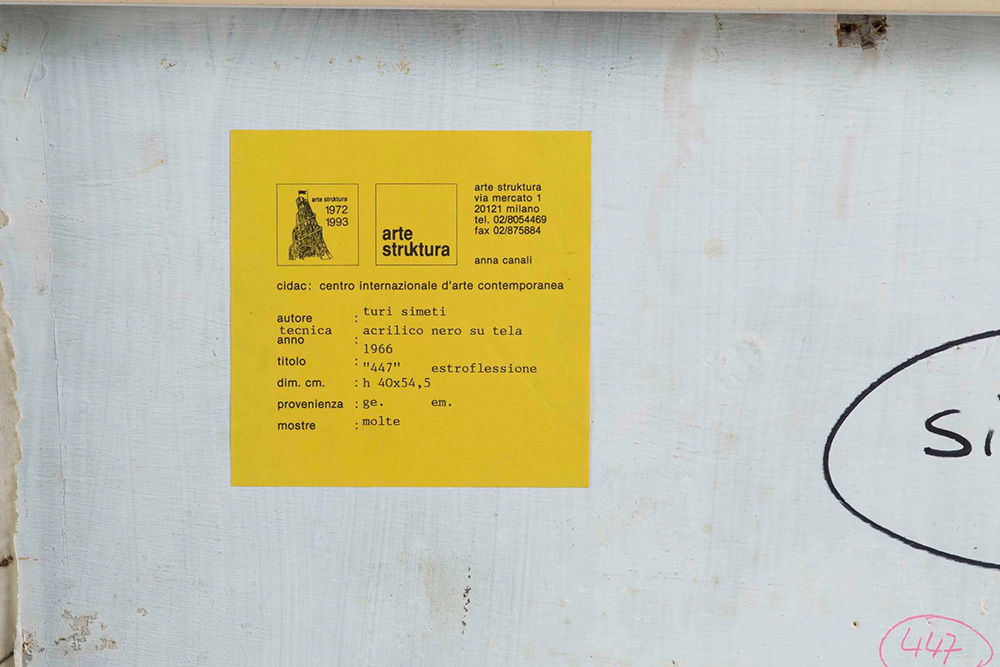 arte struktura
1972
1993
arte
struktura
arte struktura
via mercato 1
20121 milano
tel. 02/8054469
fax 02/875884
anna canali
cidac: centro internazionale d'arte contemporanea
autore : turi simeti
tecnica acrilico nero su tela
anno : 1966
titolo : "447" estroflessione
dim. cm. : h 40x54,5
provenienza : ge. em.
mostre : molte
Si
447